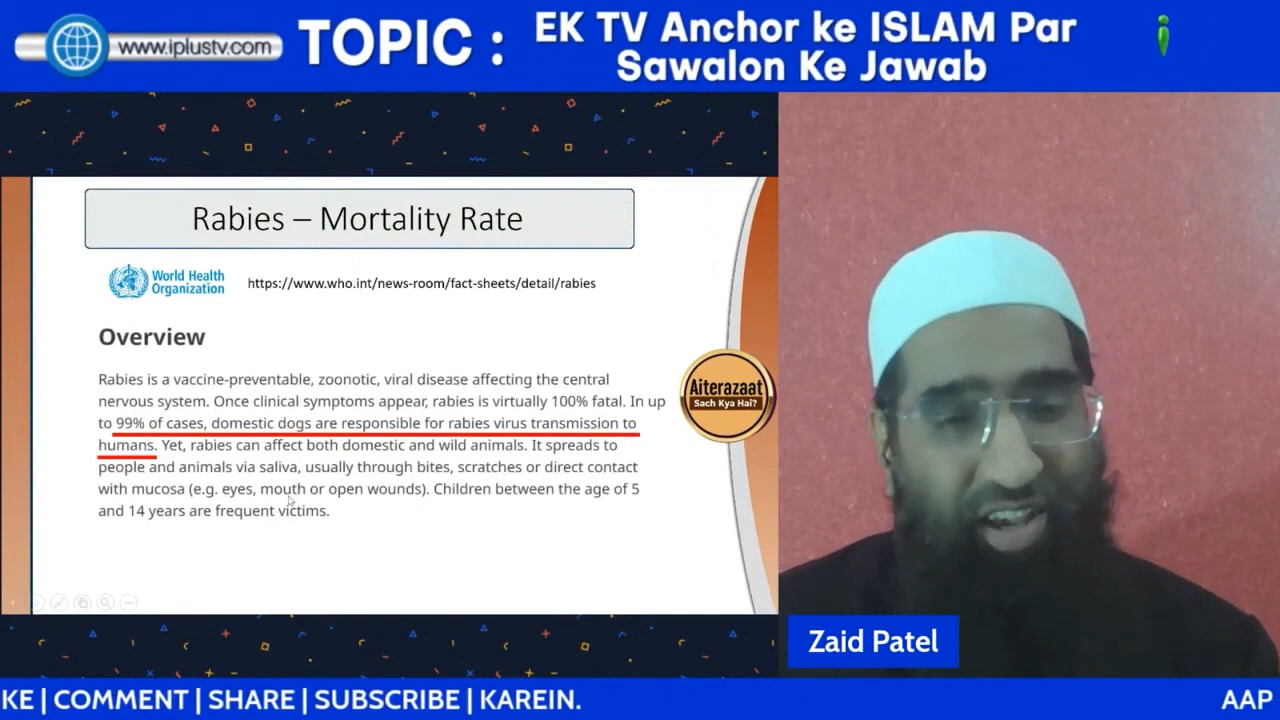 www.iplustv.com
TOPIC :
EK TV Anchor ke ISLAM Par
Sawalon Ke Jawab
Rabies – Mortality Rate
World Health
Organization
https://www.who.int/news-room/fact-sheets/detail/rabies
Overview
Rabies is a vaccine-preventable, zoonotic, viral disease affecting the central
nervous system. Once clinical symptoms appear, rabies is virtually 100% fatal. In up
to 99% of cases, domestic dogs are responsible for rabies virus transmission to
humans. Yet, rabies can affect both domestic and wild animals. It spreads to
people and animals via saliva, usually through bites, scratches or direct contact
with mucosa (e.g. eyes, mouth or open wounds). Children between the age of 5
and 14 years are frequent victims.
Aiterazaat
Sach Kya Hai?
Zaid Patel
KE | COMMENT | SHARE | SUBSCRIBE | KAREIN.
AAP